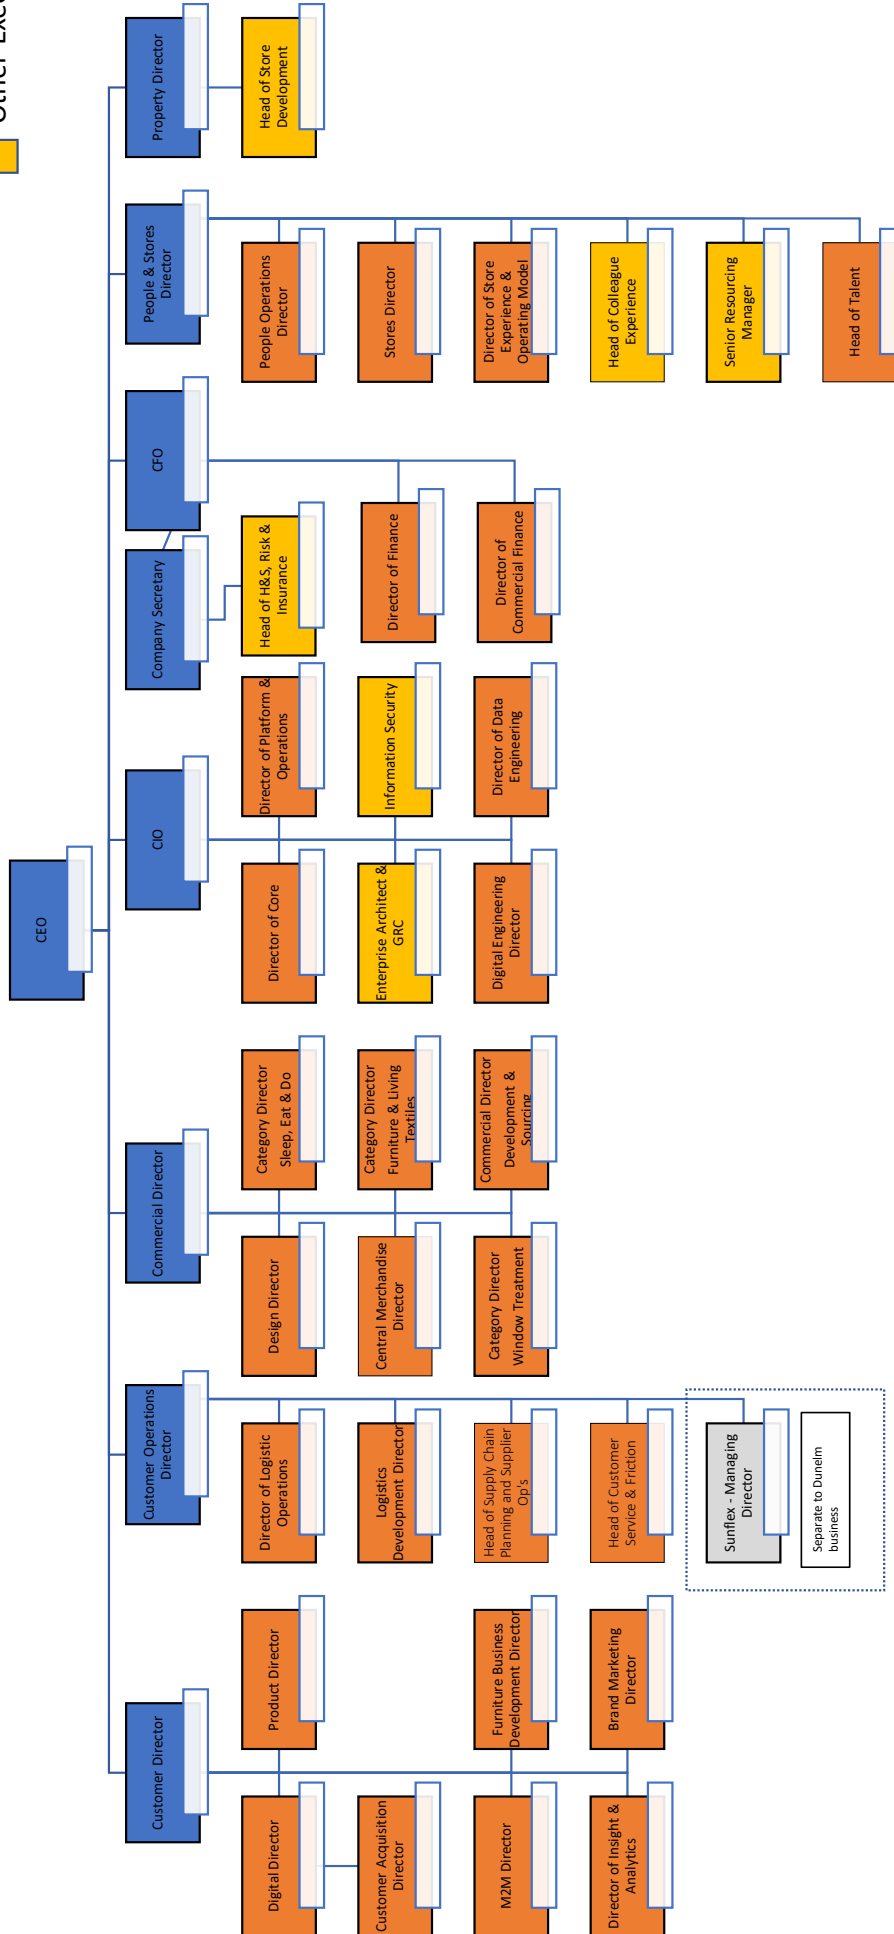 Other Exec
CEO
Customer Director
Customer Operations
Director
Commercial Director
CIO
Company Secretary
CFO
People & Stores
Director
Property Director
Digital Director
Product Director
Customer Acquisition
Director
M2M Director
Furniture Business
Development Director
Director of Insight &
Analytics
Brand Marketing
Director
Director of Logistic
Operations
Logistics
Development Director
Head of Supply Chain
Planning and Supplier
Op's
Head of Customer
Service & Friction
Sunflex - Managing
Director
Separate to Dunelm
business
Design Director
Category Director
Sleep, Eat & Do
Central Merchandise
Director
Category Director
Furniture & Living
Textiles
Category Director
Window Treatment
Commercial Director
Development &
Sourcing
Director of Core
Director of Platform &
Operations
Enterprise Architect &
GRC
Information Security
Digital Engineering
Director
Director of Data
Engineering
Head of H&S, Risk &
Insurance
Director of Finance
Director of
Commercial Finance
People Operations
Director
Stores Director
Director of Store
Experience &
Operating Model
Head of Colleague
Experience
Senior Resourcing
Manager
Head of Talent
Head of Store
Development